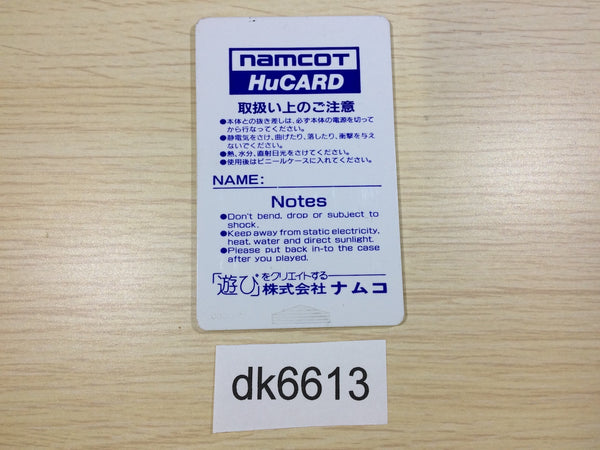 namcot
HuCARD
取扱い上のご注意
●本体との抜き差しは、必ず本体の電源を切って
から行なってください。
●静電気をさけ、曲げたり、落したり、衝撃を与え
ないでください。
●熱、水分、直射日光をさけてください。
●使用後はビニールケースに入れてください。
NAME:
Notes
●Don't bend, drop or subject to
shock.
●Keep away from static electricity,
heat, water and direct sunlight.
●Please put back in-to the case
after you played.
「遊び」をクリエイトする
株式会社 ナムコ
dk6613